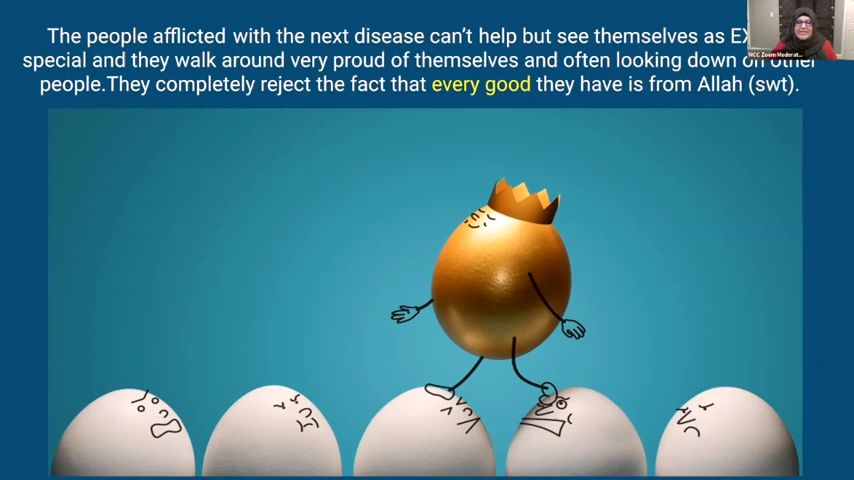 The people afflicted with the next disease can't help but see themselves as EX
special and they walk around very proud of themselves and often looking down on other
people.They completely reject the fact that every good they have is from Allah (swt).
MCC Zoom Moderat...